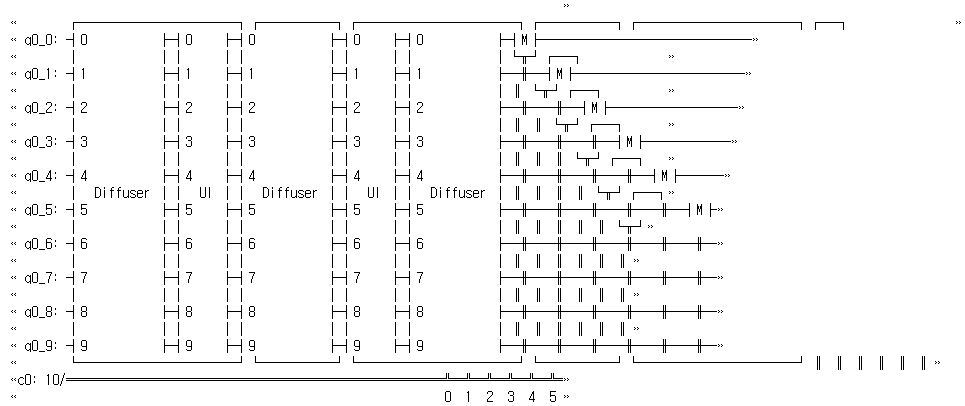 »
« »
« q0_0: 0 0 0 0 0 M »
« »
« q0_1: 1 1 1 1 1 M »
« »
« q0_2: 2 2 2 2 2 M »
« »
« q0_3: 3 3 3 3 3 M »
« »
« q0_4: 4 4 4 4 4 M »
« Diffuser UI Diffuser UI Diffuser »
« q0_5: 5 5 5 5 5 M »
« »
« q0_6: 6 6 6 6 6 »
« »
« q0_7: 7 7 7 7 7 »
« »
« q0_8: 8 8 8 8 8 »
« »
« q0_9: 9 9 9 9 9 »
« »
«c0: 10/ »
« 0 1 2 3 4 5 »